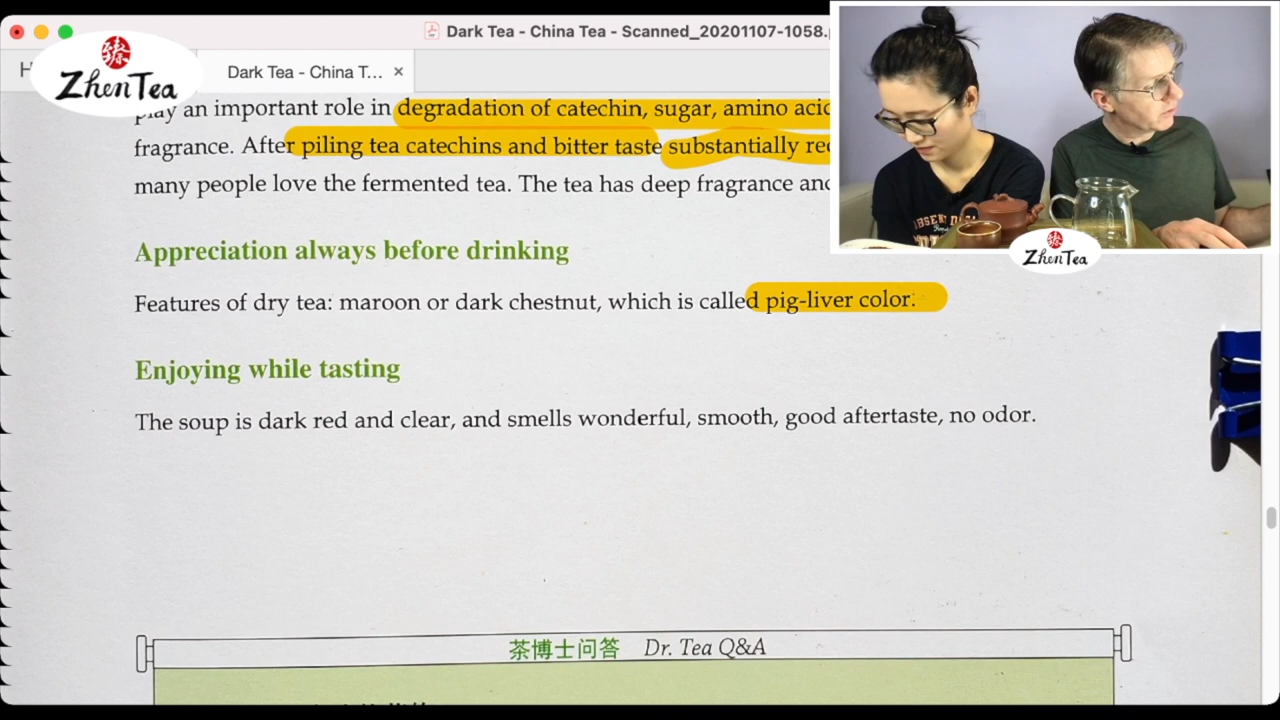 Dark Tea - China Tea - Scanned_20201107-1058.
Zhen Tea
Dark Tea - China T... ×
play an important role in degradation of catechin, sugar, amino acid
fragrance. After piling tea catechins and bitter taste substantially
many people love the fermented tea. The tea has deep fragrance and
Appreciation always before drinking
Features of dry tea: maroon or dark chestnut, which is called pig-liver color.
Zhen Tea
Enjoying while tasting
The soup is dark red and clear, and smells wonderful, smooth, good aftertaste, no odor.
茶博士问答 Dr. Tea Q&A